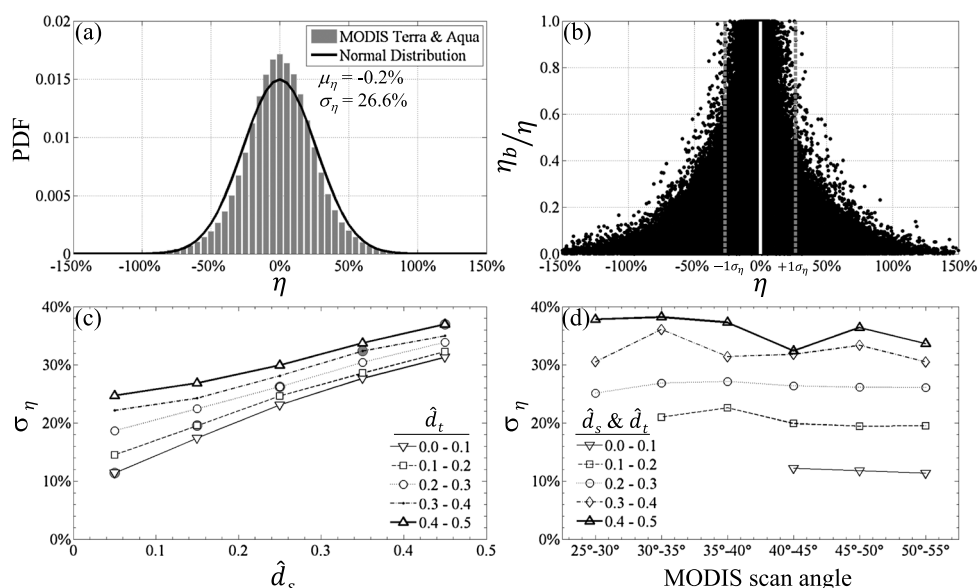 (a)
0.02
0.015
0.01
0.005
0
PDF
MODIS Terra & Aqua
Normal Distribution
μη = -0.2%
ση = 26.6%
-150% -100% -50% 0% 50% 100% 150%
η
(b)
1.0
0.8
0.6
0.4
0.2
0.0
ηb/η
-150% -100% -50% −1ση 0% +1ση 50% 100% 150%
η
(c)
40%
30%
20%
10%
0%
ση
d̂t
0.0 - 0.1
0.1 - 0.2
0.2 - 0.3
0.3 - 0.4
0.4 - 0.5
0 0.1 0.2 0.3 0.4 0.5
d̂s
(d)
40%
30%
20%
10%
0%
ση
d̂s & d̂t
0.0 - 0.1
0.1 - 0.2
0.2 - 0.3
0.3 - 0.4
0.4 - 0.5
25°-30° 30°-35° 35°-40° 40°-45° 45°-50° 50°-55°
MODIS scan angle